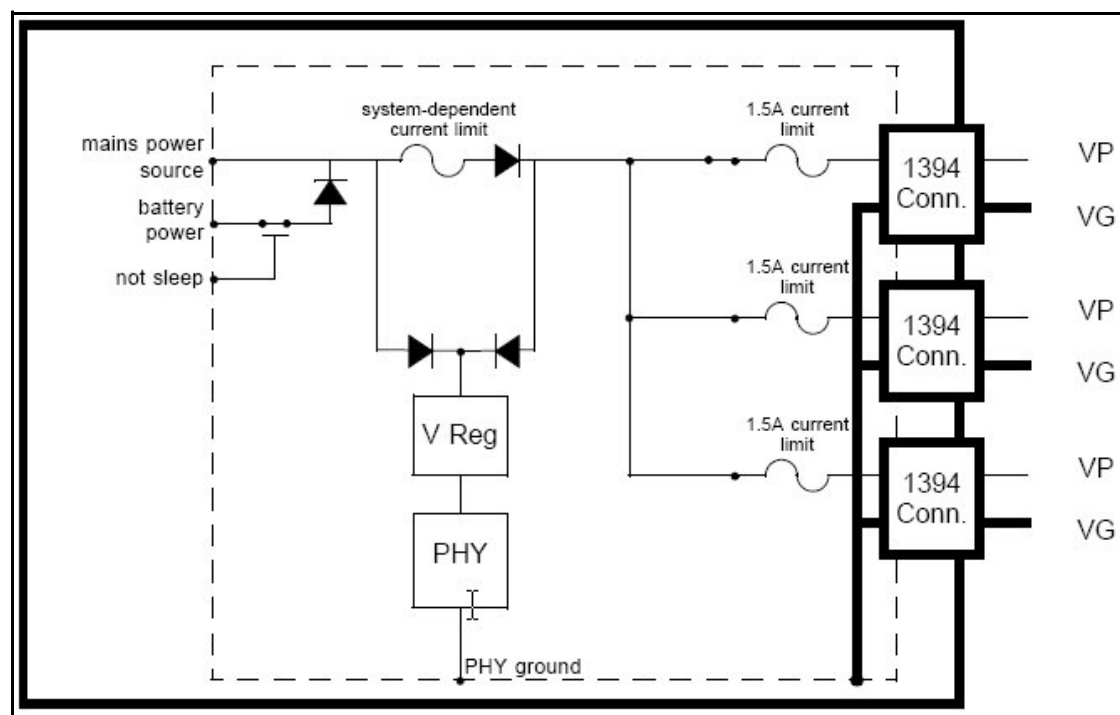 system-dependent
current limit
1.5A current
limit
mains power
source
1394
Conn.
VP
VG
battery
power
not sleep
1.5A current
limit
1394
Conn.
VP
VG
V Reg
1.5A current
limit
1394
Conn.
VP
VG
PHY
PHY ground